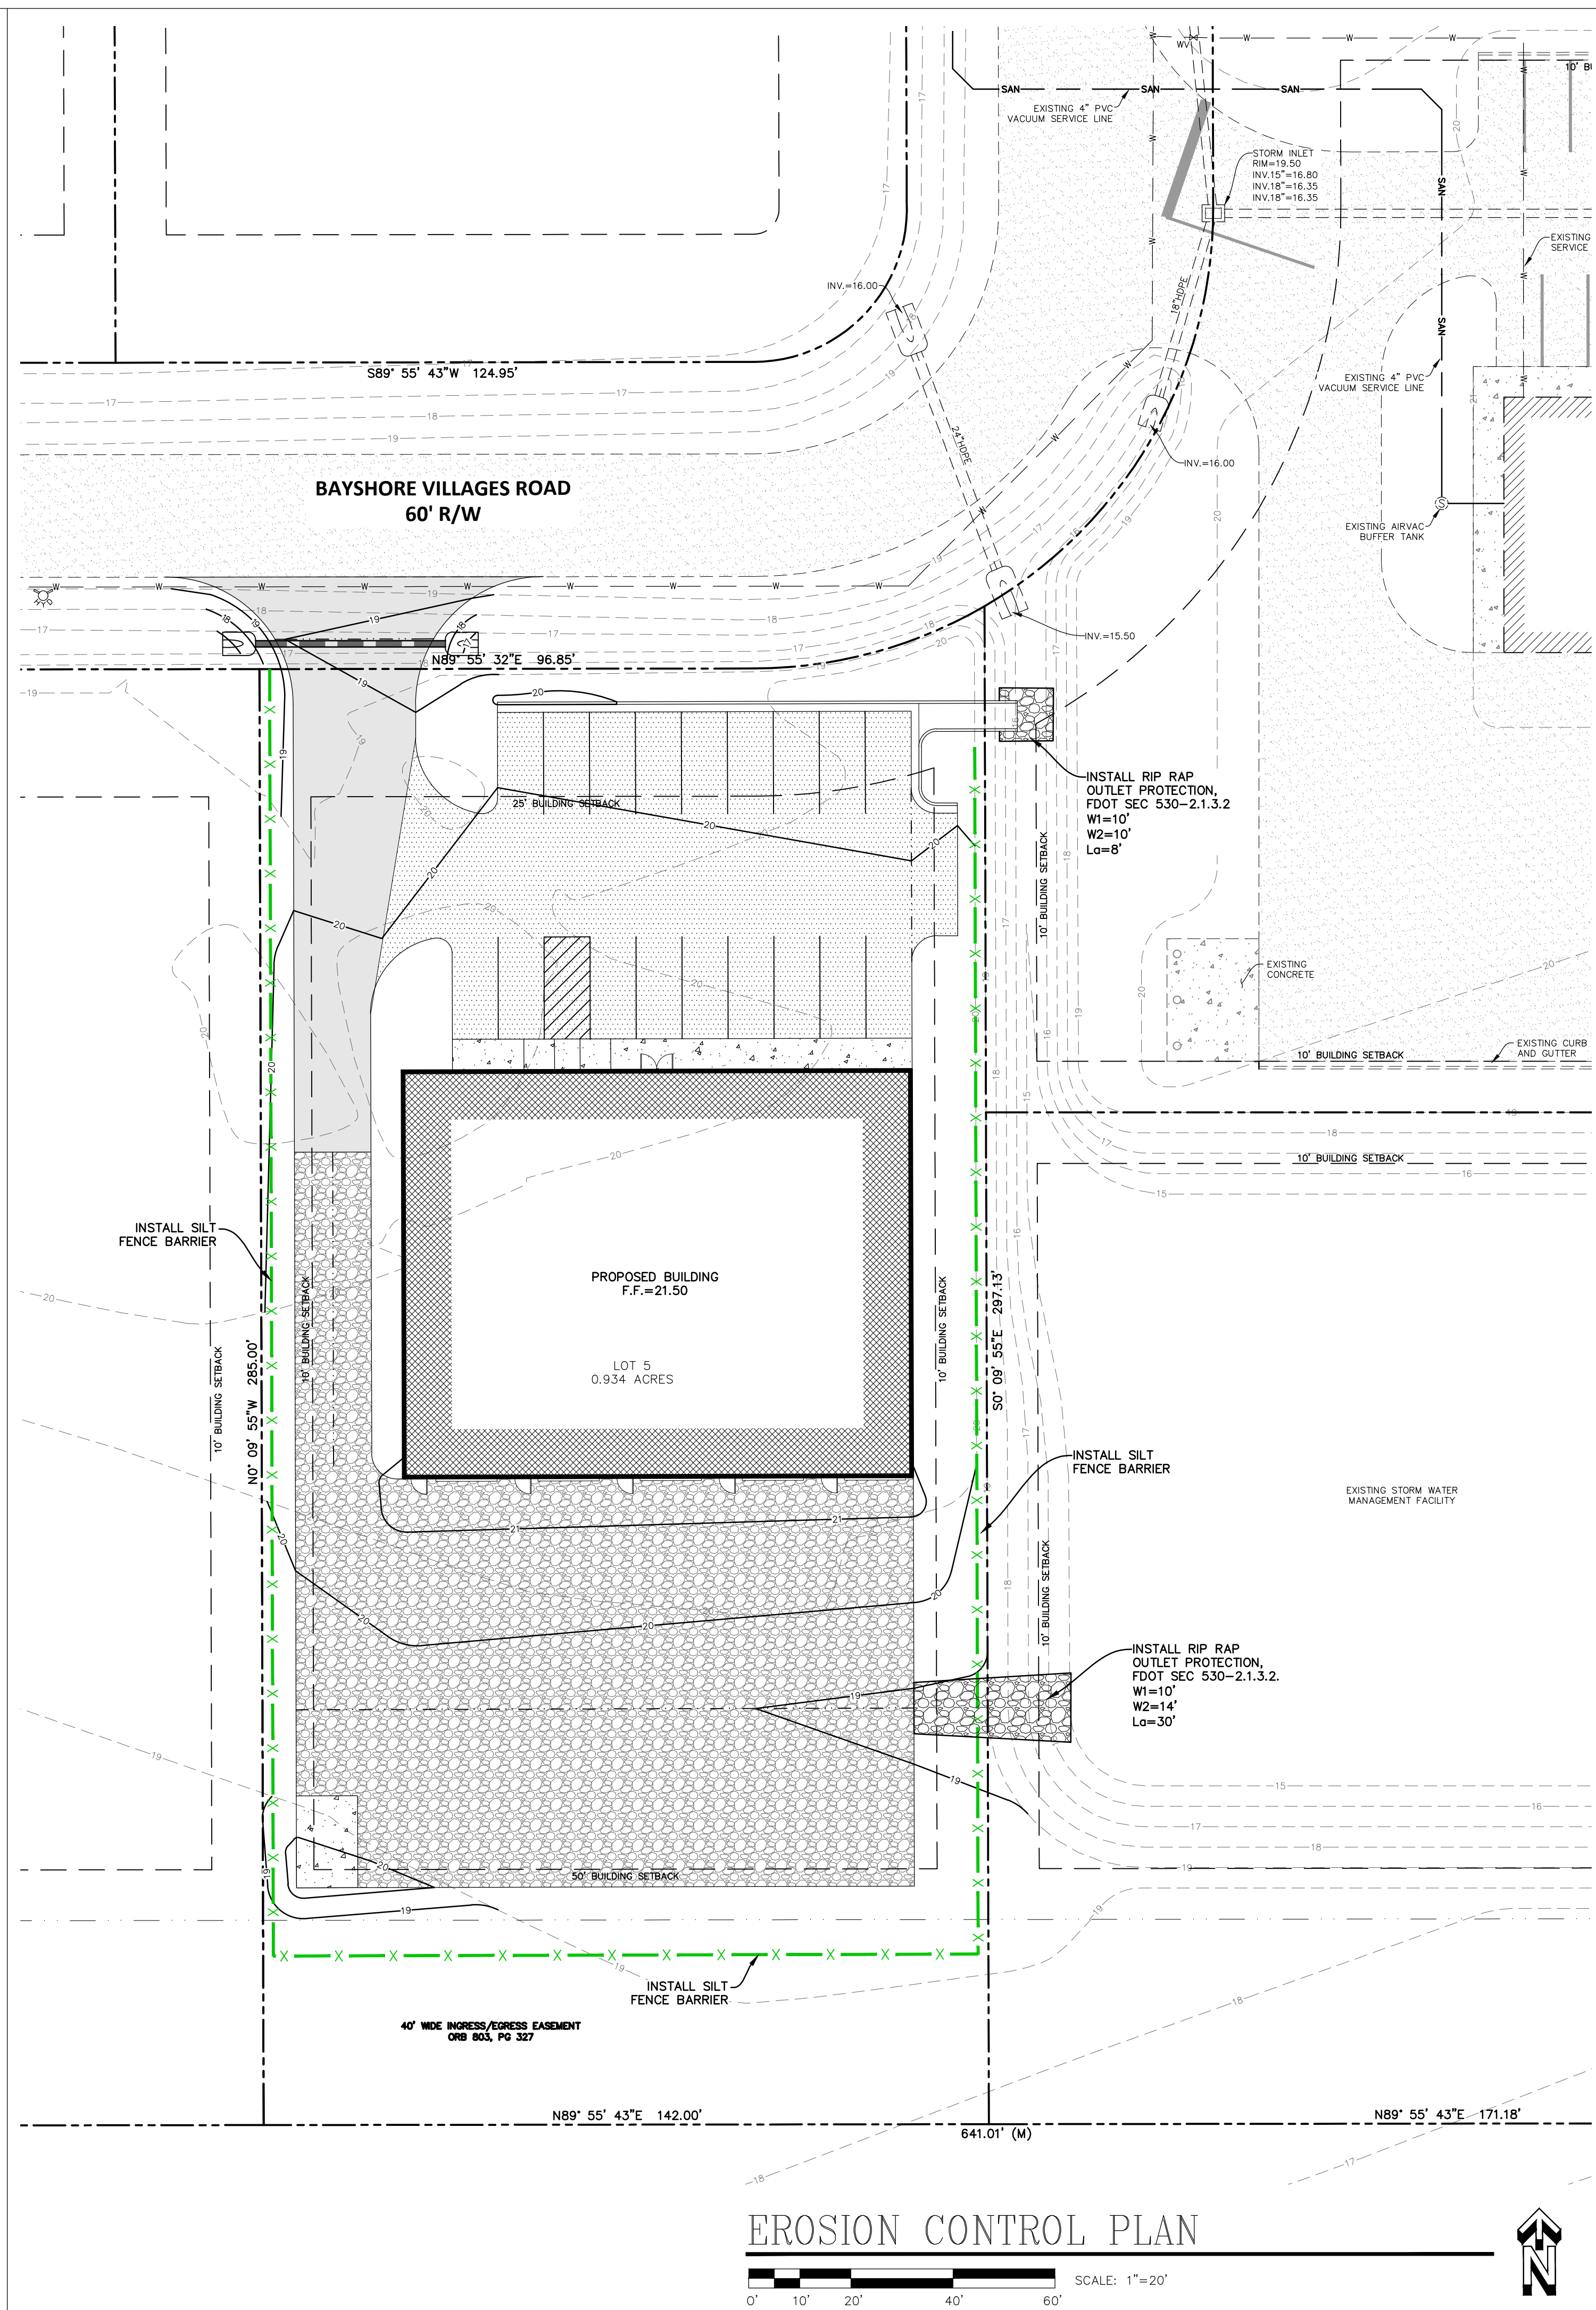 WV
10' B
SAN
SAN
SAN
EXISTING 4" PVC
VACUUM SERVICE LINE
STORM INLET
RIM=19.50
INV.15"=16.80
INV.18"=16.35
INV.18"=16.35
SAN
EXISTING
SERVICE
INV.=16.00
18"HDPE
SAN
S89° 55' 43"W 124.95'
EXISTING 4" PVC
VACUUM SERVICE LINE
24"HDPE
INV.=16.00
BAYSHORE VILLAGES ROAD
60' R/W
EXISTING AIRVAC
BUFFER TANK
INV.=15.50
N89° 55' 32"E 96.85'
INSTALL RIP RAP
OUTLET PROTECTION,
FDOT SEC 530-2.1.3.2
W1=10'
W2=10'
La=8'
25' BUILDING SETBACK
10' BUILDING SETBACK
EXISTING
CONCRETE
EXISTING CURB
AND GUTTER
10' BUILDING SETBACK
10' BUILDING SETBACK
INSTALL SILT
FENCE BARRIER
PROPOSED BUILDING
F.F.=21.50
LOT 5
0.934 ACRES
10' BUILDING SETBACK
N0° 09' 55"W 285.00'
10' BUILDING SETBACK
10' BUILDING SETBACK
S0° 09' 55"E 297.13'
INSTALL SILT
FENCE BARRIER
EXISTING STORM WATER
MANAGEMENT FACILITY
10' BUILDING SETBACK
INSTALL RIP RAP
OUTLET PROTECTION,
FDOT SEC 530-2.1.3.2.
W1=10'
W2=14'
La=30'
50' BUILDING SETBACK
INSTALL SILT
FENCE BARRIER
40' WIDE INGRESS/EGRESS EASEMENT
ORB 803, PG 327
N89° 55' 43"E 142.00'
641.01' (M)
N89° 55' 43"E 171.18'
EROSION CONTROL PLAN
SCALE: 1"=20'
0' 10' 20' 40' 60'
N